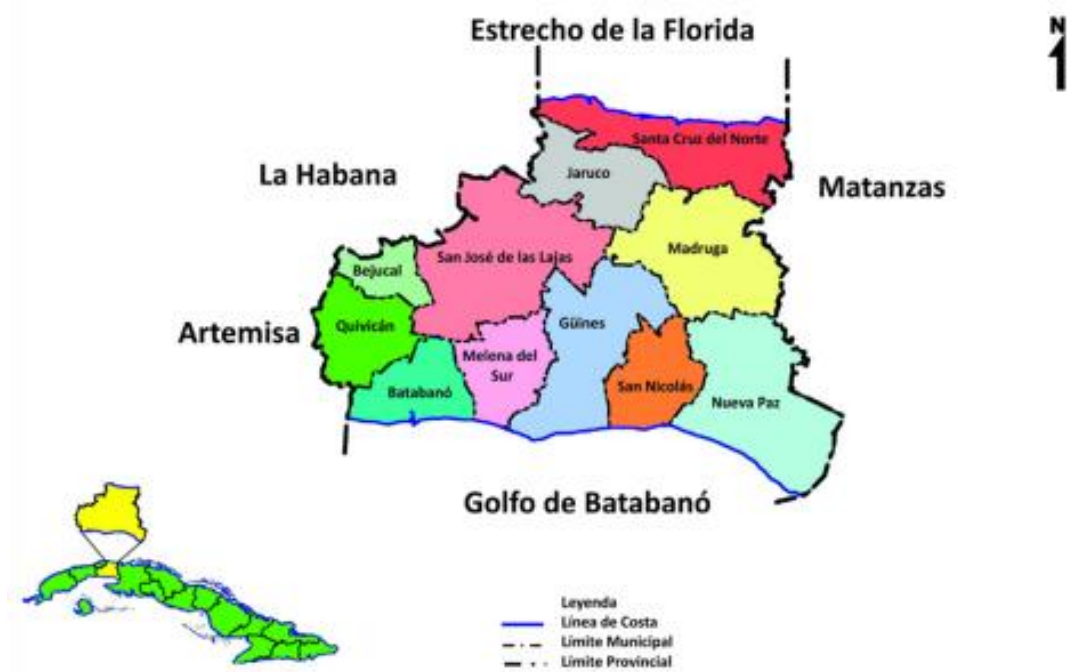 Estrecho de la Florida
N
Santa Cruz del Norte
La Habana
Jaruco
Matanzas
Madruga
San José de las Lajas
Bejucal
Artemisa
Quivicán
Güines
Melena del
Sur
Batabanó
San Nicolás
Nueva Paz
Golfo de Batabanó
Leyenda
Línea de Costa
Límite Municipal
Límite Provincial